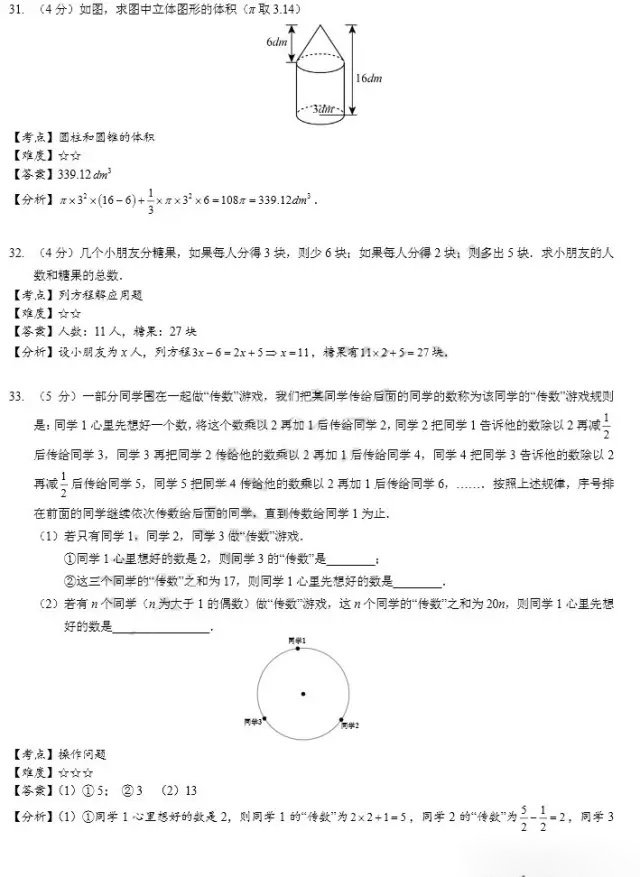 31. （4 分）如图，求图中立体图形的体积（π 取 3.14）
6dm
16dm
3dm
【考点】圆柱和圆锥的体积
【难度】☆☆
【答案】339.12 dm³
【分析】π×3²×(16−6)+1/3×π×3²×6=108π=339.12dm³．
32. （4 分）几个小朋友分糖果，如果每人分得 3 块，则少 6 块；如果每人分得 2 块；则多出 5 块．求小朋友的人
数和糖果的总数．
【考点】列方程解应用题
【难度】☆☆
【答案】人数：11 人，糖果：27 块
【分析】设小朋友为 x 人，列方程3x−6=2x+5⇒x=11，糖果有11×2+5=27 块。
33. （5 分）一部分同学围在一起做“传数”游戏，我们把某同学传给后面的同学的数称为该同学的“传数”游戏规则
是：同学 1 心里先想好一个数，将这个数乘以 2 再加 1 后传给同学 2，同学 2 把同学 1 告诉他的数除以 2 再减1/2
后传给同学 3，同学 3 再把同学 2 传给他的数乘以 2 再加 1 后传给同学 4，同学 4 把同学 3 告诉他的数除以 2
再减1/2后传给同学 5，同学 5 把同学 4 传给他的数乘以 2 再加 1 后传给同学 6，……．按照上述规律，序号排
在前面的同学继续依次传数给后面的同学。直到传数给同学 1 为止．
（1）若只有同学 1，同学 2，同学 3 做“传数”游戏．
①同学 1 心里想好的数是 2，则同学 3 的“传数”是________；
②这三个同学的“传数”之和为 17，则同学 1 心里先想好的数是________．
（2）若有 n 个同学（n 为大于 1 的偶数）做“传数”游戏，这 n 个同学的“传数”之和为 20n，则同学 1 心里先想
好的数是________________．
同学1
同学3
同学2
【考点】操作问题
【难度】☆☆☆
【答案】（1）① 5； ② 3 （2）13
【分析】（1）①同学 1 心里想好的数是 2，则同学 1 的“传数”为 2×2+1=5，同学 2 的“传数”为 5/2−1/2=2，同学 3